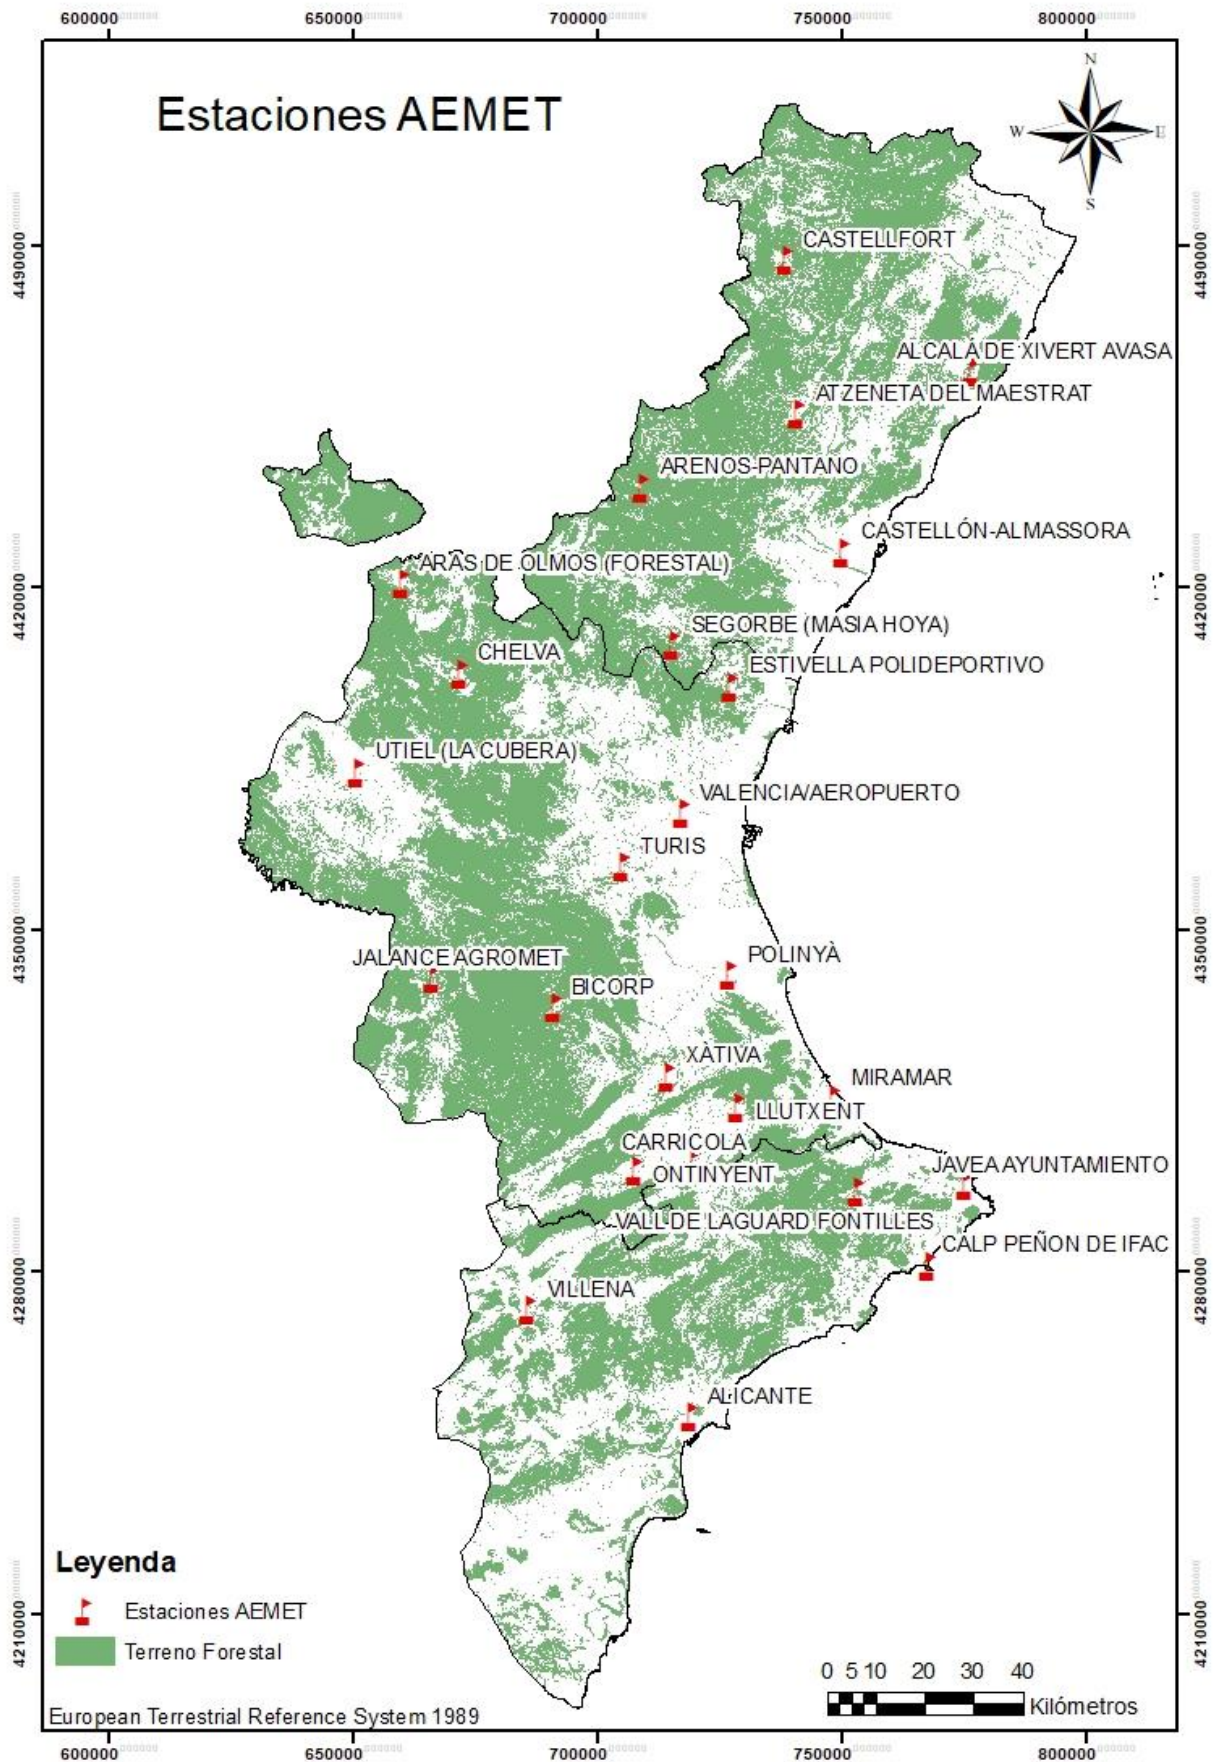 600000 650000 700000 750000 800000
Estaciones AEMET
N
W E
S
4490000 4490000
CASTELLFORT
ALCALÁ DE XIVERT AVASA
ATZENETA DEL MAESTRAT
ARENOS-PANTANO
CASTELLÓN-ALMASSORA
ARAS DE OLMOS (FORESTAL)
4420000 4420000
SEGORBE (MASIA HOYA)
CHELVA
ESTIVELLA POLIDEPORTIVO
UTIEL (LA CUBERA)
VALENCIA/AEROPUERTO
TURIS
4350000 4350000
JALANCE AGROMET
POLINYÀ
BICORP
XÀTIVA
MIRAMAR
LLUTXENT
CARRICOLA
ONTINYENT
JAVEA AYUNTAMIENTO
VALL DE LAGUARD FONTILLES
CALP PEÑON DE IFAC
4280000 4280000
VILLENA
ALICANTE
Leyenda
Estaciones AEMET
Terreno Forestal
4210000 4210000
0 5 10 20 30 40
Kilómetros
European Terrestrial Reference System 1989
600000 650000 700000 750000 800000